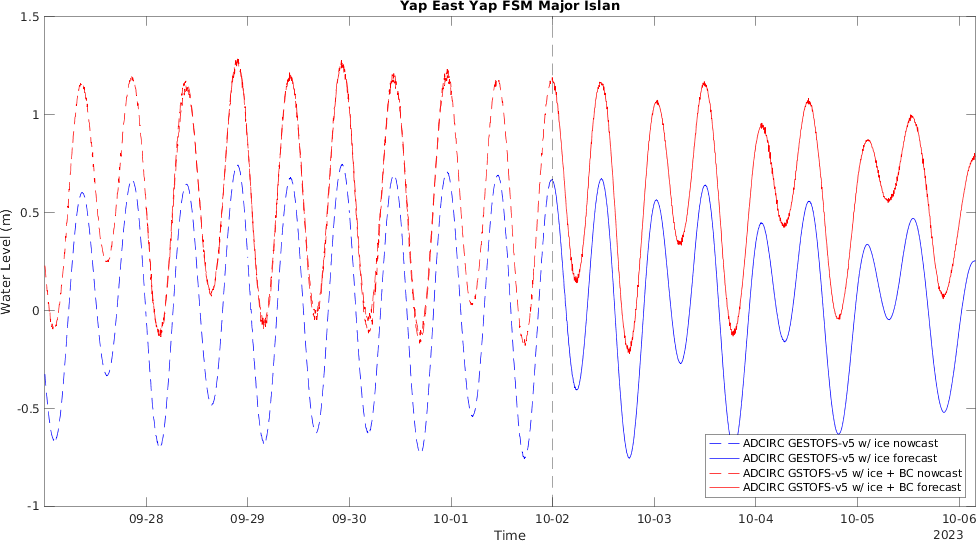 Yap East Yap FSM Major Islan
1.5
1
0.5
0
-0.5
-1
Water Level (m)
09-28 09-29 09-30 10-01 10-02 10-03 10-04 10-05 10-06
Time
2023
ADCIRC GESTOFS-v5 w/ ice nowcast
ADCIRC GESTOFS-v5 w/ ice forecast
ADCIRC GSTOFS-v5 w/ ice + BC nowcast
ADCIRC GSTOFS-v5 w/ ice + BC forecast